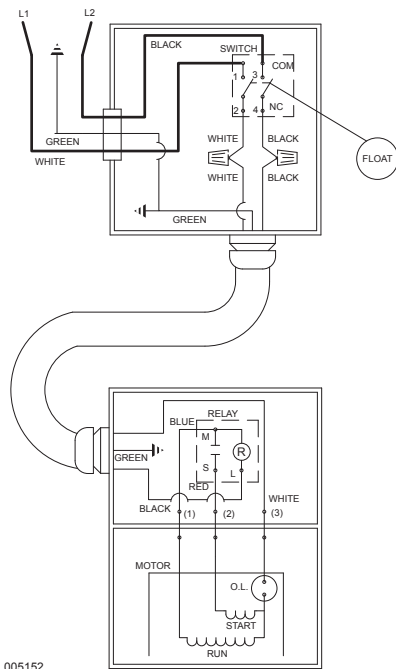 L1
L2
BLACK
SWITCH
COM
1
3
2
4
NC
GREEN
WHITE
WHITE
BLACK
WHITE
BLACK
FLOAT
GREEN
BLUE
RELAY
M
R
GREEN
S
L
RED
WHITE
BLACK
(1)
(2)
(3)
MOTOR
O.L.
START
RUN
005152